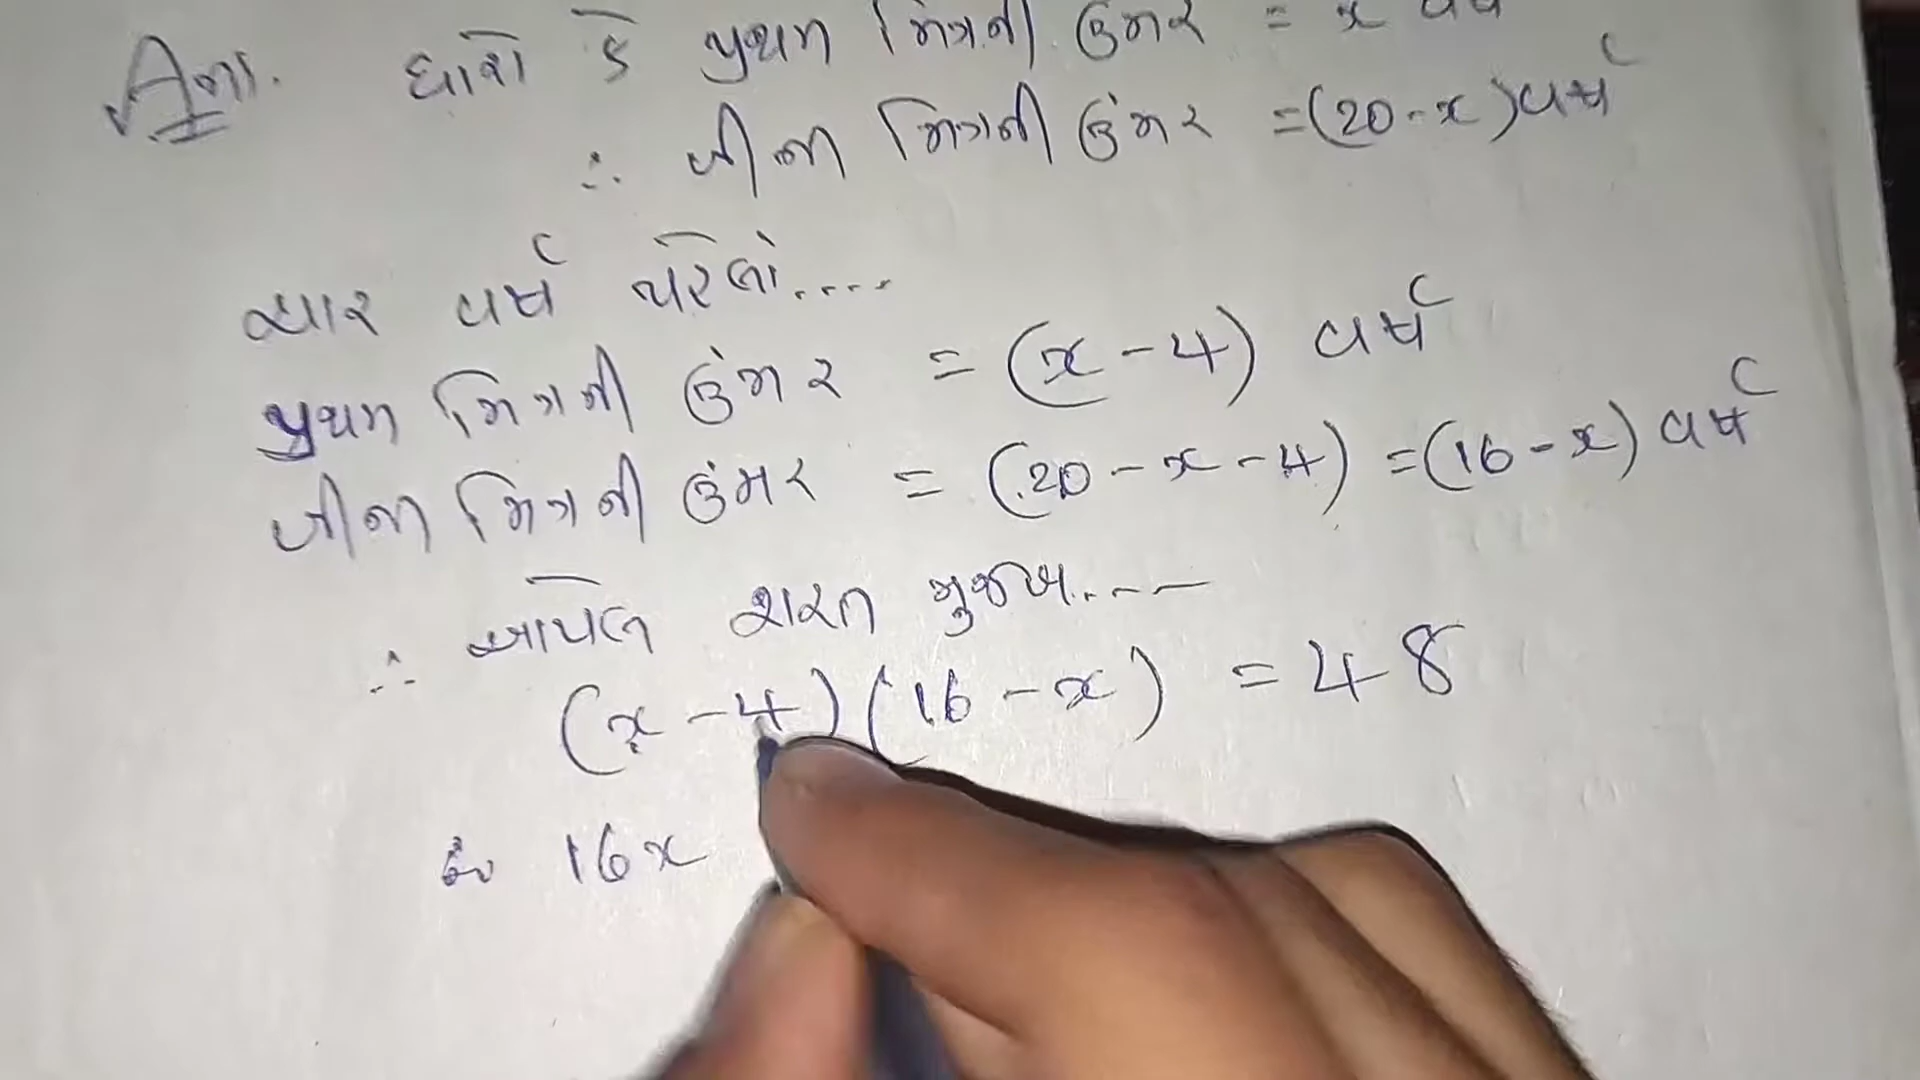 Ans. ધારો કે પ્રથમ મિત્રની ઉંમર = x વર્ષ
∴ બીજા મિત્રની ઉંમર = (20 - x) વર્ષ
ચાર વર્ષ પહેલાં....
પ્રથમ મિત્રની ઉંમર = (x - 4) વર્ષ
બીજા મિત્રની ઉંમર = (20 - x - 4) = (16 - x) વર્ષ
∴ આપેલ શરત મુજબ....
(x - 4) (16 - x) = 48
∴ 16x